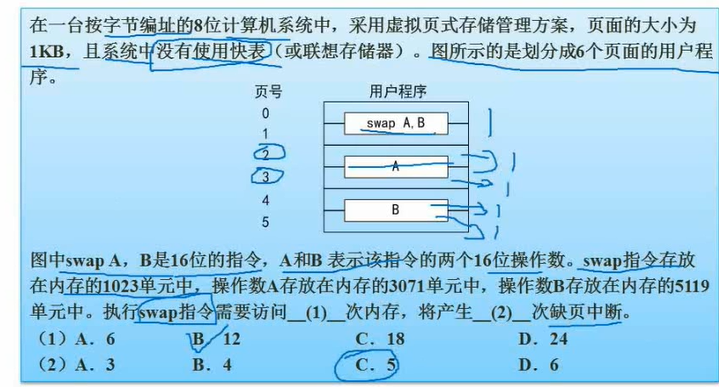 在一台按字节编址的8位计算机系统中，采用虚拟页式存储管理方案，页面的大小为
1KB，且系统中没有使用快表（或联想存储器）。图所示的是划分成6个页面的用户程
序。
页号 用户程序
0
swap A,B
1
2
A
3
4
B
5
图中swap A，B是16位的指令，A和B 表示该指令的两个16位操作数。swap指令存放
在内存的1023单元中，操作数A存放在内存的3071单元中，操作数B存放在内存的5119
单元中。执行swap指令需要访问__(1)__次内存，将产生__(2)__次缺页中断。
（1）A．6 B．12 C．18 D．24
（2）A．3 B．4 C．5 D．6